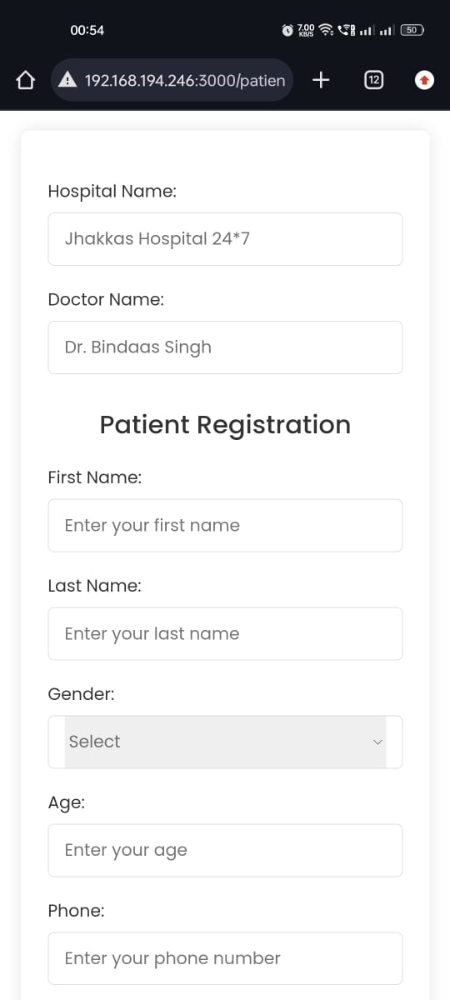 00:54
7.00
KB/S
50
192.168.194.246:3000/patien
12
Hospital Name:
Jhakkas Hospital 24*7
Doctor Name:
Dr. Bindaas Singh
Patient Registration
First Name:
Enter your first name
Last Name:
Enter your last name
Gender:
Select
Age:
Enter your age
Phone:
Enter your phone number